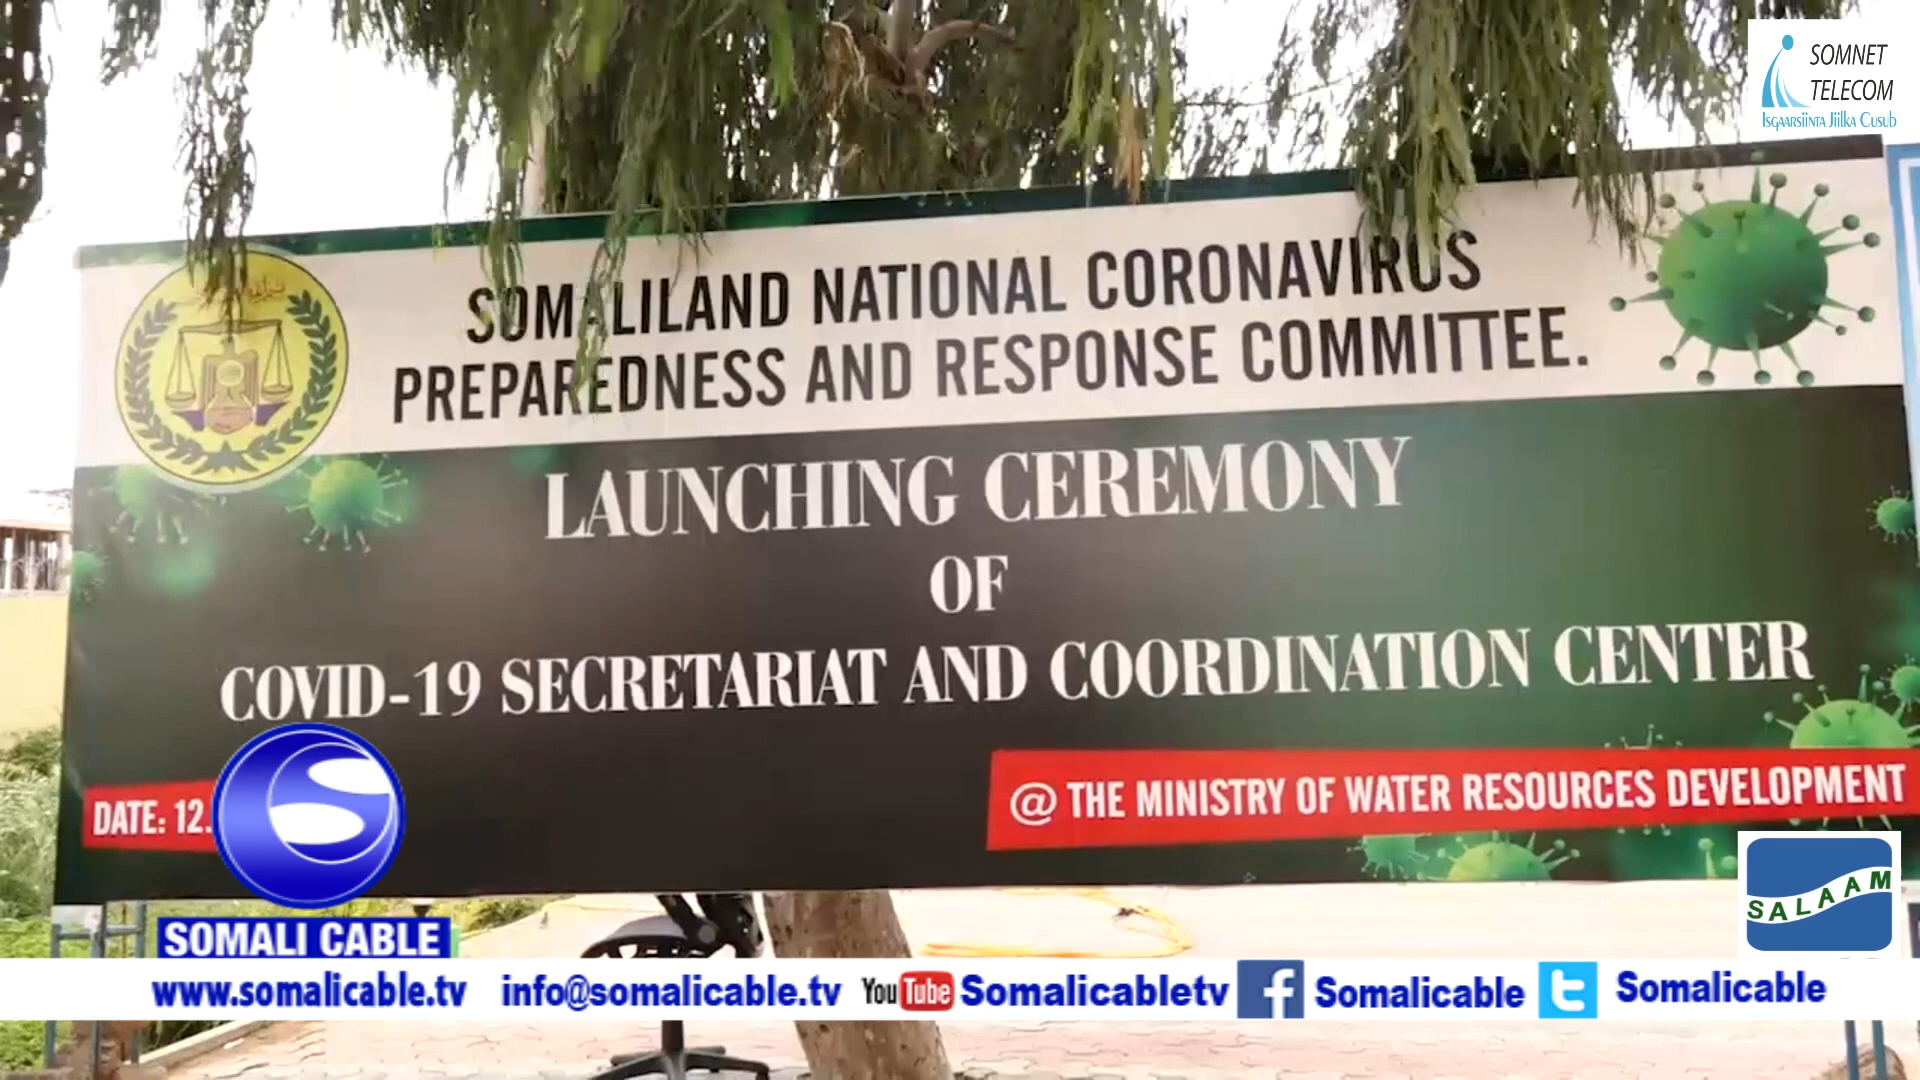 SOMNET
TELECOM
ISGAARSIINTA JIILKA CUSUB
SOMALILAND NATIONAL CORONAVIRUS
PREPAREDNESS AND RESPONSE COMMITTEE.
LAUNCHING CEREMONY
OF
COVID-19 SECRETARIAT AND COORDINATION CENTER
DATE: 12.
@ THE MINISTRY OF WATER RESOURCES DEVELOPMENT
SALAAM
SOMALI CABLE
www.somalicable.tv info@somalicable.tv YouTube Somalicabletv Somalicable Somalicable